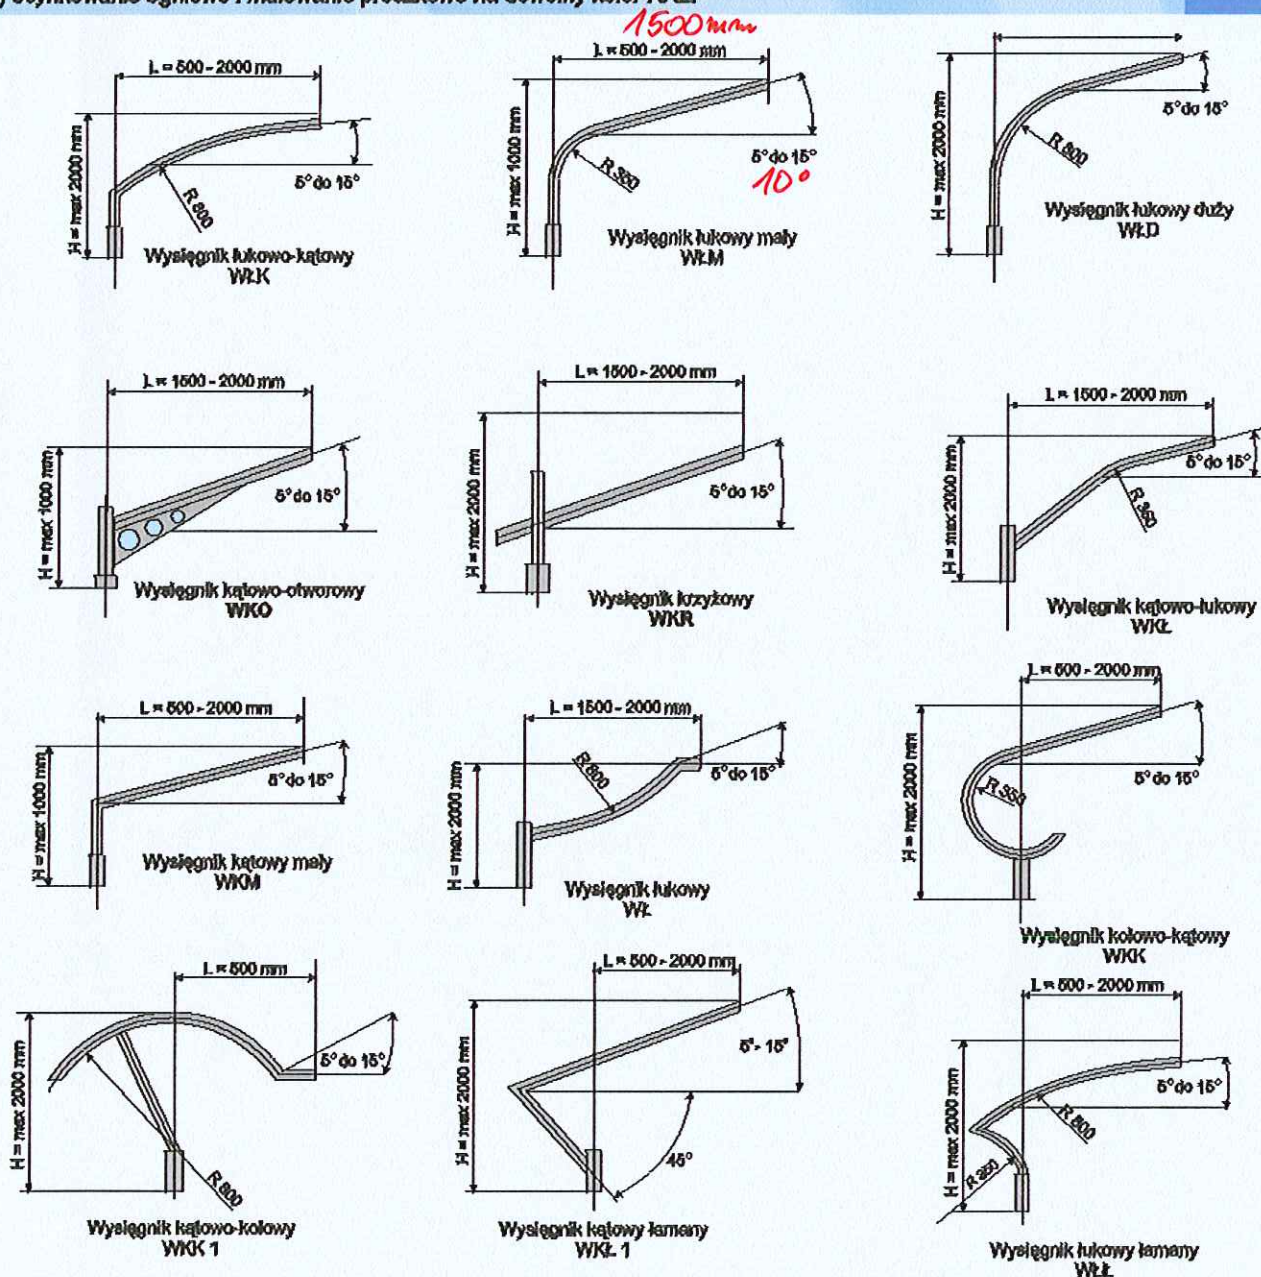 ocynkowanie ogniowe i malowanie proszkowe na dowolny kolor
1500mm
L = 500 - 2000 mm
H = max 2000 mm
R 800
5° do 15°
Wysięgnik łukowo-kątowy
WŁK
L = 500 - 2000 mm
H = max 1000 mm
R 350
5° do 15°
10°
Wysięgnik łukowy mały
WŁM
H = max 2000 mm
R 800
5° do 15°
Wysięgnik łukowy duży
WŁD
L = 1500 - 2000 mm
H = max 1000 mm
5° do 15°
Wysięgnik kątowo-otworowy
WKO
L = 1500 - 2000 mm
H = max 2000 mm
5° do 15°
Wysięgnik krzyżowy
WKR
L = 1500 - 2000 mm
H = max 2000 mm
5° do 15°
R 350
Wysięgnik kątowo-łukowy
WKŁ
L = 500 - 2000 mm
H = max 1000 mm
5° do 15°
Wysięgnik kątowy mały
WKM
L = 1500 - 2000 mm
H = max 2000 mm
R 800
5° do 15°
Wysięgnik łukowy
WŁ
L = 500 - 2000 mm
H = max 2000 mm
R 350
5° do 15°
Wysięgnik kołowo-kątowy
WKK
L = 500 mm
H = max 2000 mm
5° do 15°
R 800
Wysięgnik kątowo-kołowy
WKK 1
L = 500 - 2000 mm
H = max 2000 mm
5° - 15°
45°
Wysięgnik kątowy łamany
WKŁ 1
L = 500 - 2000 mm
H = max 2000 mm
5° do 15°
R 800
R 350
Wysięgnik łukowy łamany
WŁŁ